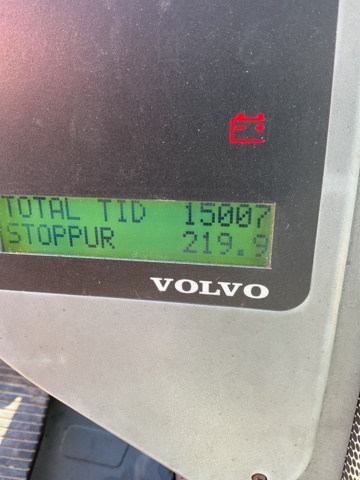 TOTAL TID 15007
STOPPUR 219.9
VOLVO